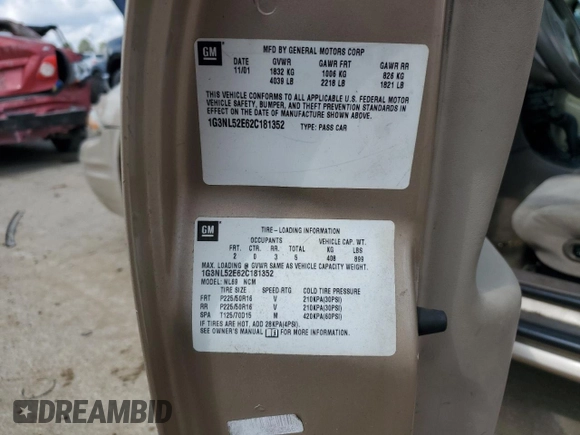 GM
MFD BY GENERAL MOTORS CORP
DATE GVWR GAWR FRT GAWR RR
11/01 1832 KG 1006 KG 826 KG
4039 LB 2218 LB 1821 LB
THIS VEHICLE CONFORMS TO ALL APPLICABLE U.S. FEDERAL MOTOR
VEHICLE SAFETY, BUMPER, AND THEFT PREVENTION STANDARDS IN
EFFECT ON THE DATE OF MANUFACTURE SHOWN ABOVE.
1G3NL52E62C181352
TYPE: PASS CAR
GM
TIRE-LOADING INFORMATION
OCCUPANTS VEHICLE CAP. WT.
FRT. CTR. RR. TOTAL KG LBS
2 0 3 5 408 899
MAX. LOADING @ GVWR SAME AS VEHICLE CAPACITY WEIGHT.
1G3NL52E62C181352
MODEL: NL69 NCM
TIRE SIZE SPEED RTG COLD TIRE PRESSURE
FRT P225/50R16 V 210KPA(30PSI)
RR P225/50R16 V 210KPA(30PSI)
SPA T125/70D15 M 420KPA(60PSI)
IF TIRES ARE HOT, ADD 28KPA(4PSI).
SEE OWNER'S MANUAL FOR MORE INFORMATION
DREAMBID